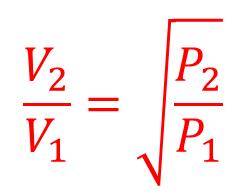 V₂/V₁ = √(P₂/P₁)